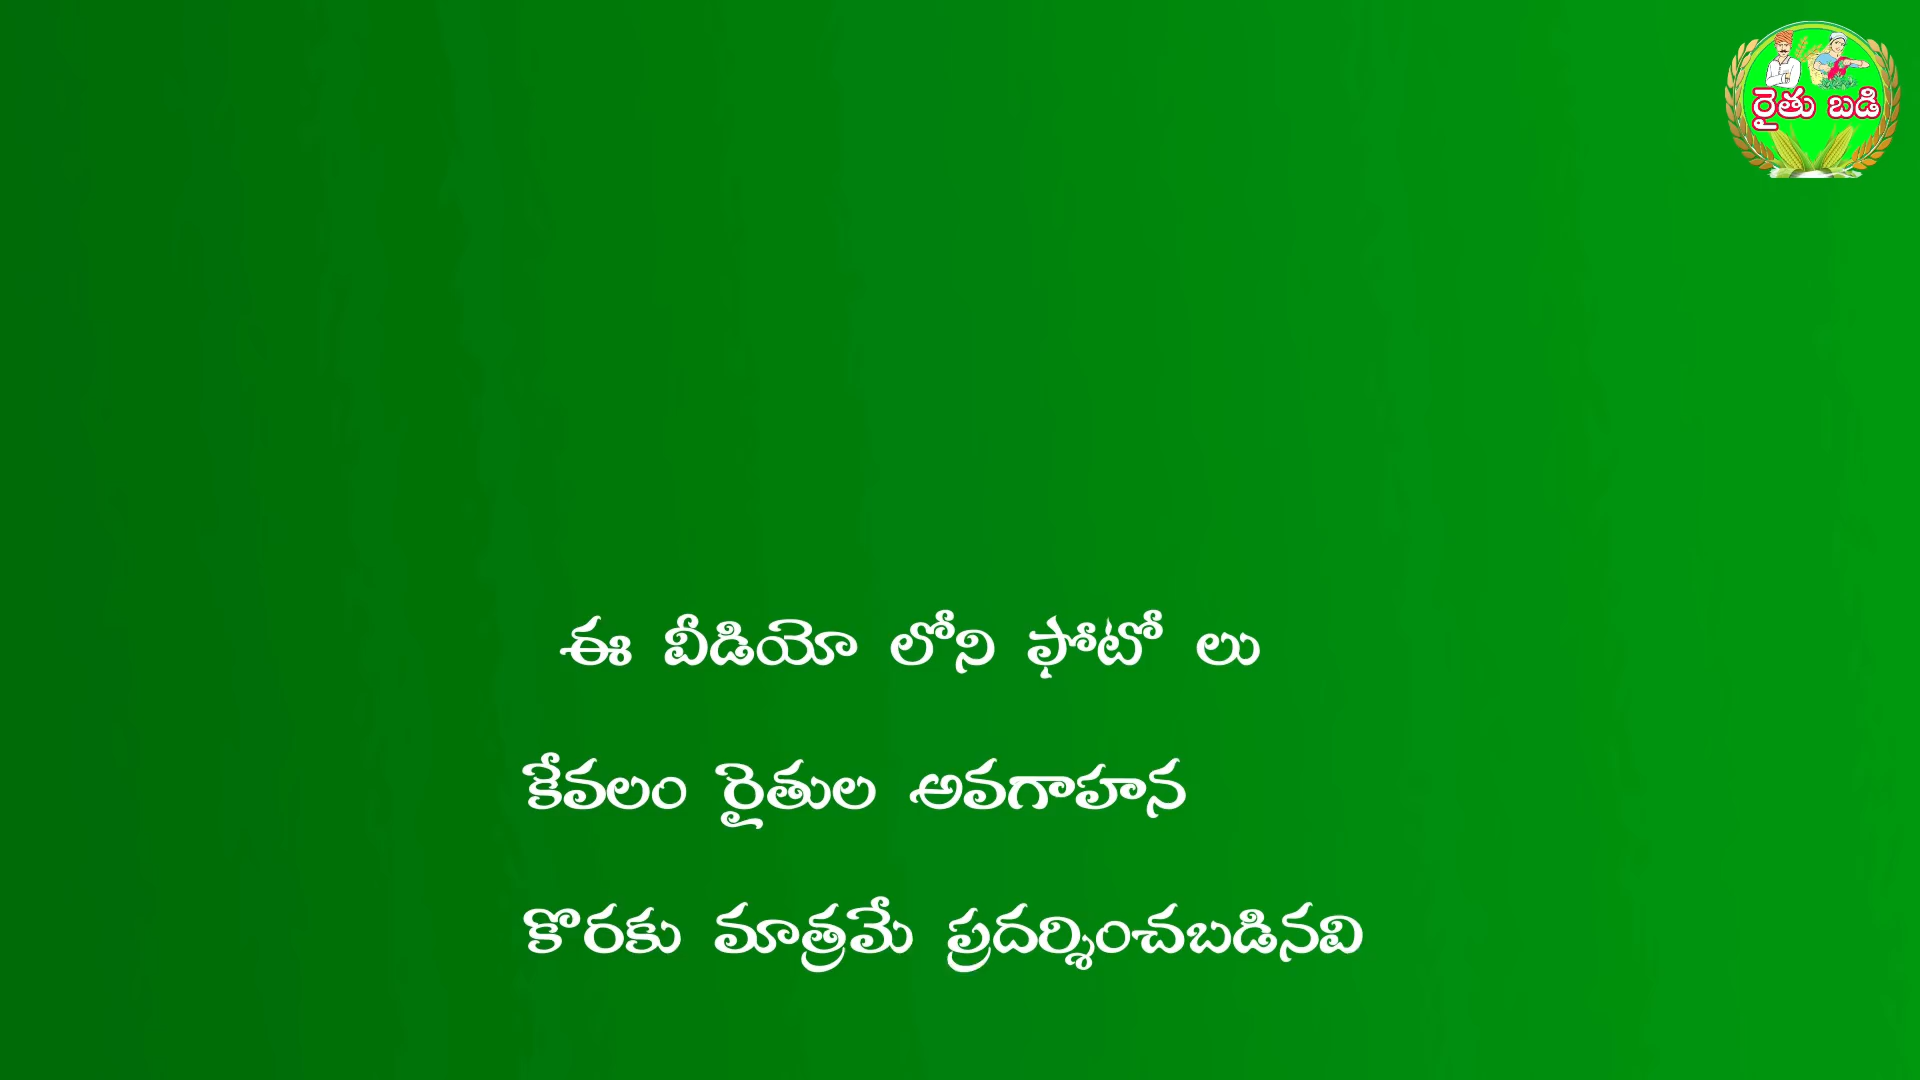 రైతు బడి
ఈ వీడియో లోని ఫోటో లు
కేవలం రైతుల అవగాహన
కొరకు మాత్రమే ప్రదర్శించబడినవి